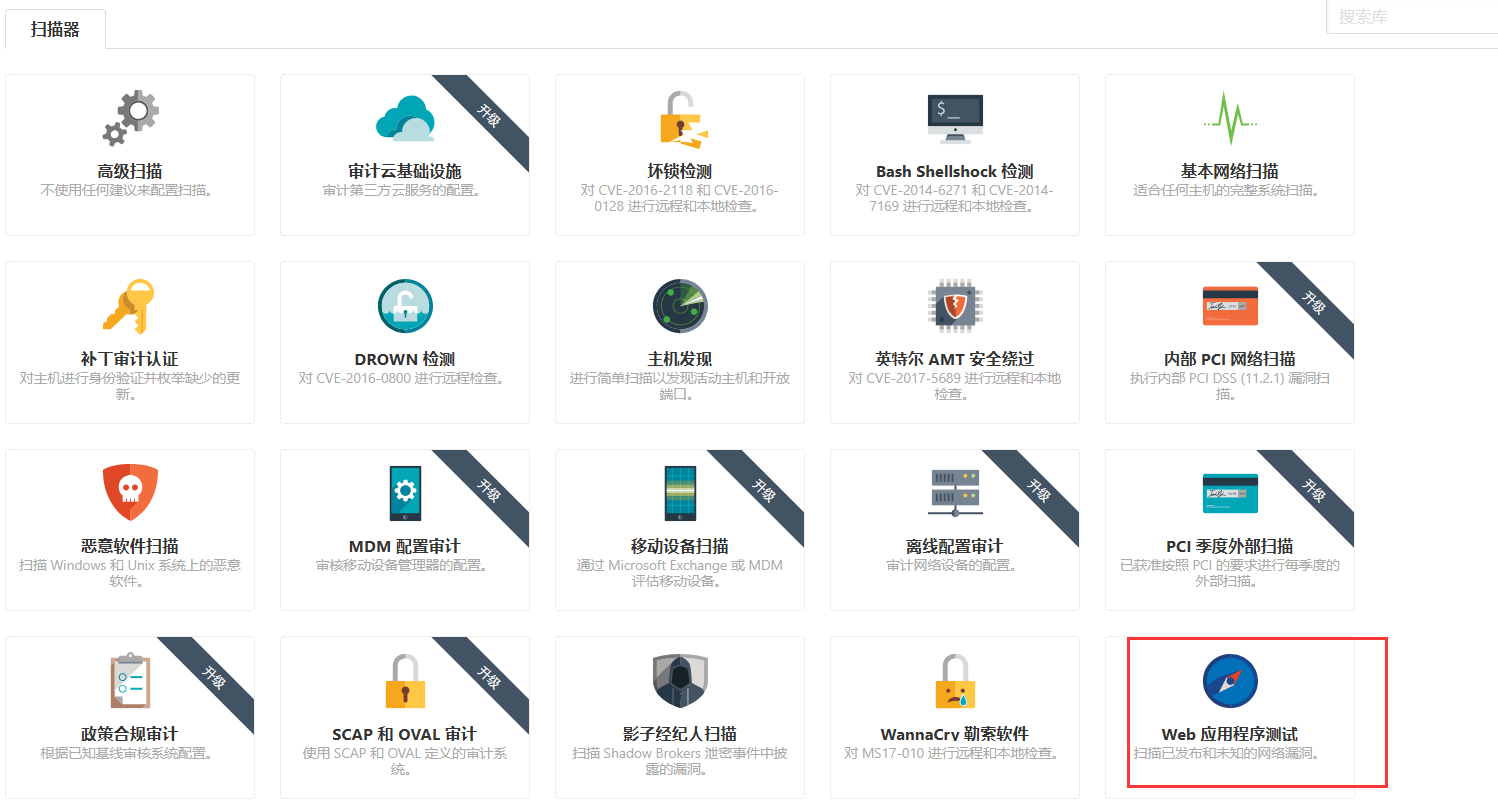 扫描器
搜索库
高级扫描
不使用任何建议来配置扫描。
升级
审计云基础设施
审计第三方云服务的配置。
坏锁检测
对 CVE-2016-2118 和 CVE-2016-
0128 进行远程和本地检查。
$_
Bash Shellshock 检测
对 CVE-2014-6271 和 CVE-2014-
7169 进行远程和本地检查。
基本网络扫描
适合任何主机的完整系统扫描。
补丁审计认证
对主机进行身份验证并枚举缺少的更
新。
DROWN 检测
对 CVE-2016-0800 进行远程检查。
主机发现
进行简单扫描以发现活动主机和开放
端口。
英特尔 AMT 安全绕过
对 CVE-2017-5689 进行远程和本地
检查。
升级
内部 PCI 网络扫描
执行内部 PCI DSS (11.2.1) 漏洞扫
描。
恶意软件扫描
扫描 Windows 和 Unix 系统上的恶意
软件。
升级
MDM 配置审计
审核移动设备管理器的配置。
升级
移动设备扫描
通过 Microsoft Exchange 或 MDM
评估移动设备。
升级
离线配置审计
审计网络设备的配置。
升级
PCI 季度外部扫描
已获准按照 PCI 的要求进行每季度的
外部扫描。
升级
政策合规审计
根据已知基线审核系统配置。
升级
SCAP 和 OVAL 审计
使用 SCAP 和 OVAL 定义的审计系
统。
影子经纪人扫描
扫描 Shadow Brokers 泄密事件中披
露的漏洞。
WannaCry 勒索软件
对 MS17-010 进行远程和本地检查。
Web 应用程序测试
扫描已发布和未知的网络漏洞。